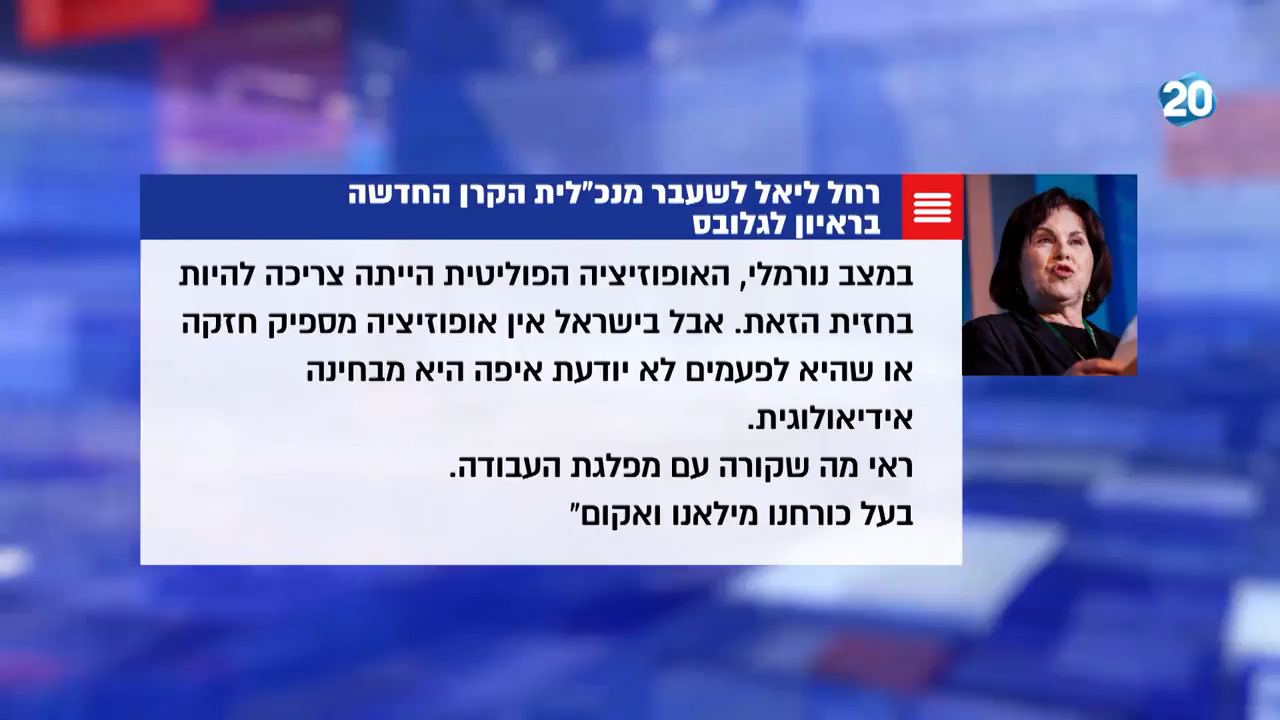 20
רחל ליאל לשעבר מנכ"לית הקרן החדשה
בראיון לגלובס
במצב נורמלי, האופוזיציה הפוליטית הייתה צריכה להיות
בחזית הזאת. אבל בישראל אין אופוזיציה מספיק חזקה
או שהיא לפעמים לא יודעת איפה היא מבחינה
אידיאולוגית.
ראי מה שקורה עם מפלגת העבודה.
בעל כורחנו מילאנו ואקום"